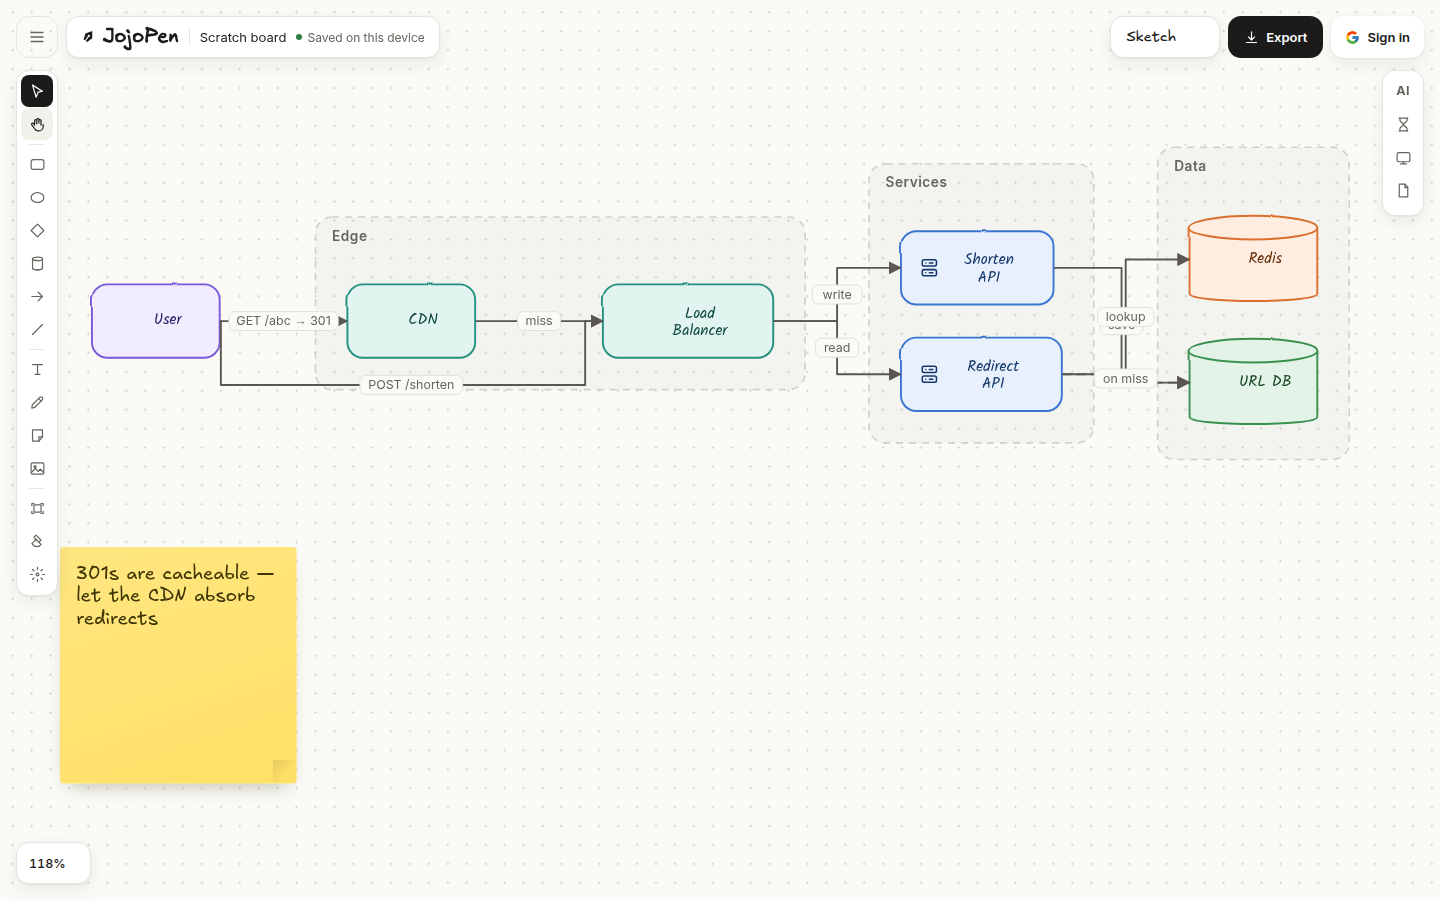 JojoPen
Scratch board
Saved on this device
Sketch
Export
Sign in
AI
Edge
Services
Data
User
GET /abc → 301
CDN
miss
Load
Balancer
POST /shorten
write
read
Shorten
API
Redirect
API
lookup
save
on miss
Redis
URL DB
301s are cacheable —
let the CDN absorb
redirects
118%